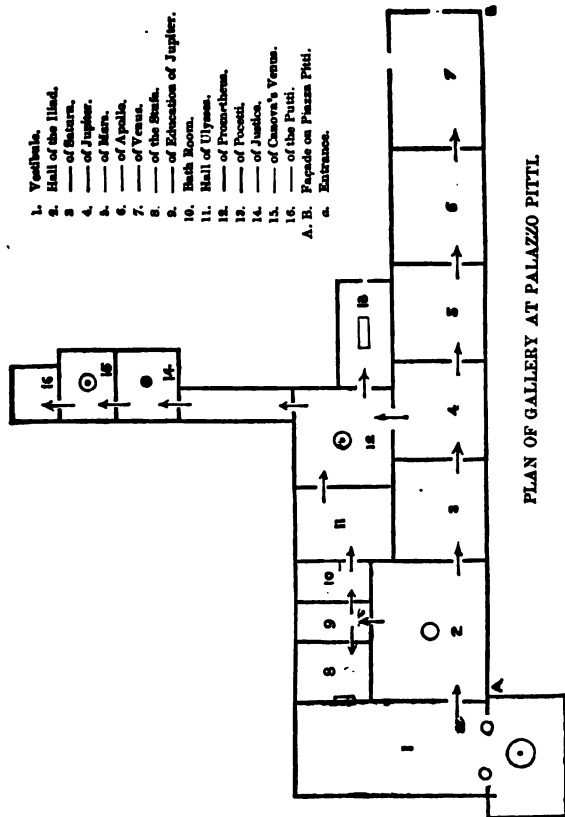 1. Vestibule.
2. Hall of the Iliad.
3 —— of Saturn.
4. —— of Jupiter.
5. —— of Mars.
6. —— of Apollo.
7. —— of Venus.
8. —— of the Stufa.
9. —— of Education of Jupiter.
10. Bath Room.
11. Hall of Ulysses.
12. —— of Prometheus.
13. —— of Pocetti.
14. —— of Justice.
15. —— of Canova's Venus.
16. —— of the Putti.
A. B. Façade on Piazza Pitti.
a. Entrance.
16
15
14
13
12
11
10
9
8
7
6
5
4
3
2
1
A
B
PLAN OF GALLERY AT PALAZZO PITTI.